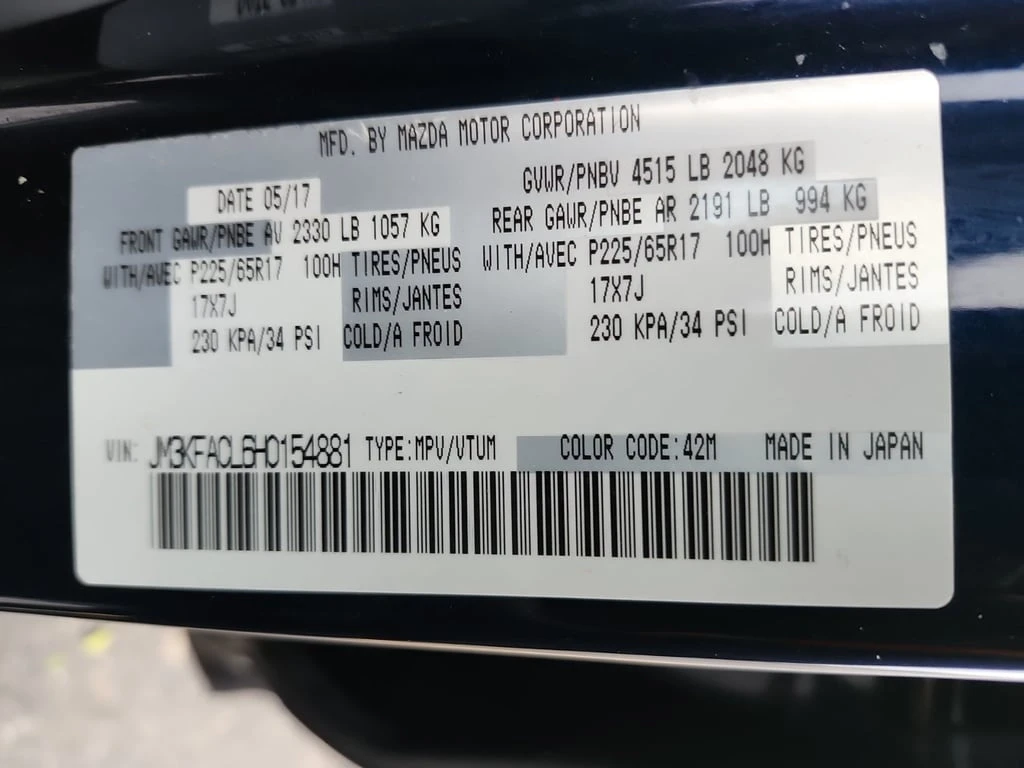 MFD. BY MAZDA MOTOR CORPORATION
DATE 05/17 GVWR/PNBV 4515 LB 2048 KG
FRONT GAWR/PNBE AV 2330 LB 1057 KG REAR GAWR/PNBE AR 2191 LB 994 KG
WITH/AVEC P225/65R17 100H TIRES/PNEUS WITH/AVEC P225/65R17 100H TIRES/PNEUS
17X7J RIMS/JANTES 17X7J RIMS/JANTES
230 KPA/34 PSI COLD/A FROID 230 KPA/34 PSI COLD/A FROID
VIN: JM3KFACL6H0154881 TYPE:MPV/VTUM COLOR CODE:42M MADE IN JAPAN